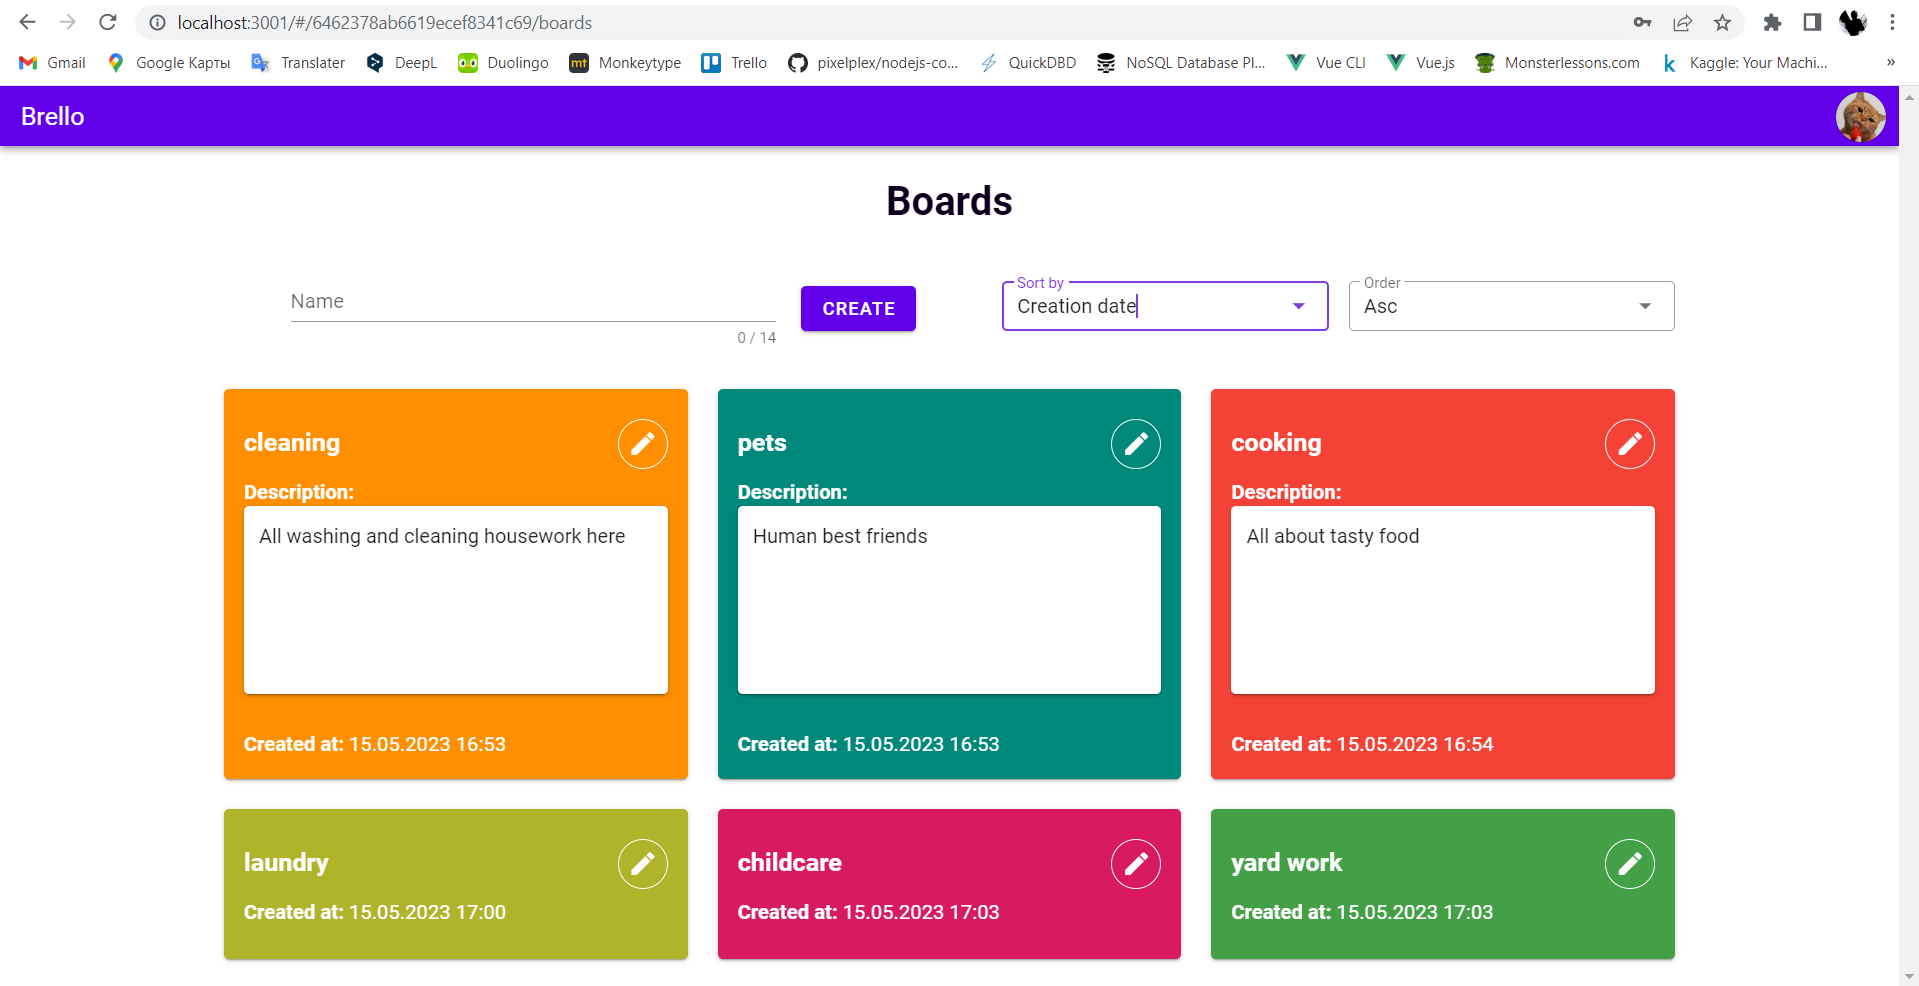 localhost:3001/#/6462378ab6619ecef8341c69/boards
Gmail Google Карты Translater DeepL Duolingo mt Monkeytype Trello pixelplex/nodejs-co... QuickDBD NoSQL Database Pl... Vue CLI Vue.js Monsterlessons.com k Kaggle: Your Machi... »
Brello
Boards
Name
0 / 14
CREATE
Sort by
Creation date
Order
Asc
cleaning
Description:
All washing and cleaning housework here
Created at: 15.05.2023 16:53
pets
Description:
Human best friends
Created at: 15.05.2023 16:53
cooking
Description:
All about tasty food
Created at: 15.05.2023 16:54
laundry
Created at: 15.05.2023 17:00
childcare
Created at: 15.05.2023 17:03
yard work
Created at: 15.05.2023 17:03